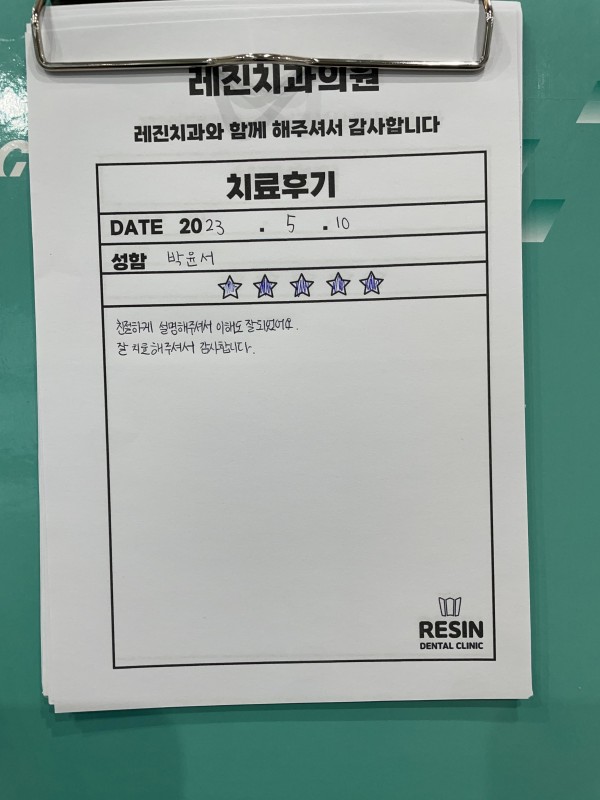 레진치과의원
레진치과와 함께 해주셔서 감사합니다
치료후기
DATE 2023 . 5 . 10
성함 박윤서
친절하게 설명해주셔서 이해도 잘되었어요.
잘 치료해주셔서 감사합니다.
RESIN
DENTAL CLINIC
G